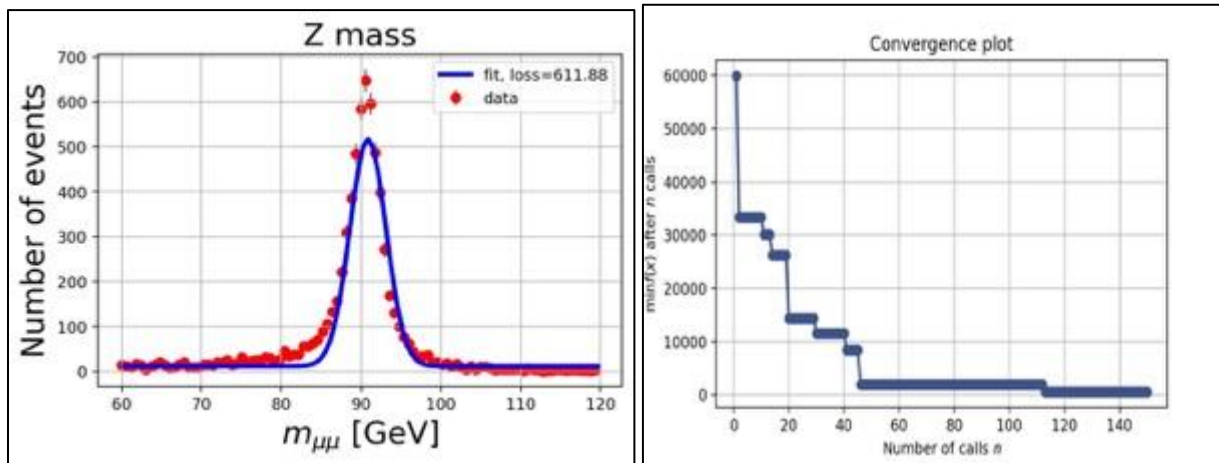 Z mass
700
600
500
400
300
200
100
0
Number of events
fit, loss=611.88
data
60 70 80 90 100 110 120
mμμ [GeV]
Convergence plot
60000
50000
40000
30000
20000
10000
0
min f(x) after n calls
0 20 40 60 80 100 120 140
Number of calls n